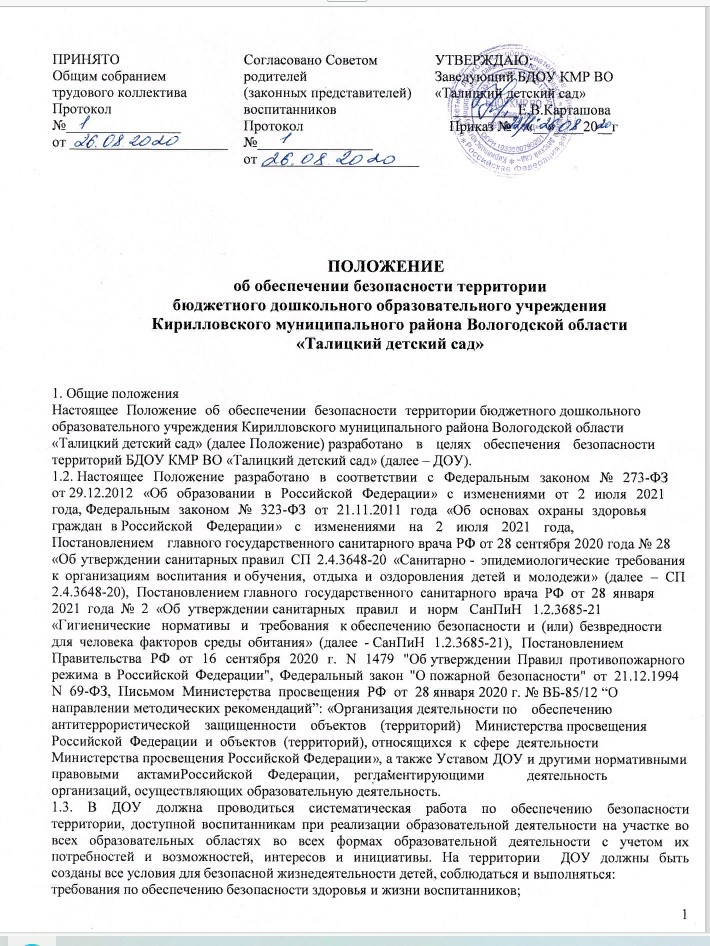 ПРИНЯТО
Общим собранием
трудового коллектива
Протокол
№ 1
от 26.08.2020
Согласовано Советом
родителей
(законных представителей)
воспитанников
Протокол
№ 1
от 26.08.2020
УТВЕРЖДАЮ:
Заведующий БДОУ КМР ВО
«Талицкий детский сад»
Е.В.Карташова
Приказ № 26.08 2020 г
ПОЛОЖЕНИЕ
об обеспечении безопасности территории
бюджетного дошкольного образовательного учреждения
Кирилловского муниципального района Вологодской области
«Талицкий детский сад»
1. Общие положения
Настоящее Положение об обеспечении безопасности территории бюджетного дошкольного
образовательного учреждения Кирилловского муниципального района Вологодской области
«Талицкий детский сад» (далее Положение) разработано в целях обеспечения безопасности
территорий БДОУ КМР ВО «Талицкий детский сад» (далее – ДОУ).
1.2. Настоящее Положение разработано в соответствии с Федеральным законом № 273-ФЗ
от 29.12.2012 «Об образовании в Российской Федерации» с изменениями от 2 июля 2021
года, Федеральным законом № 323-ФЗ от 21.11.2011 года «Об основах охраны здоровья
граждан в Российской Федерации» с изменениями на 2 июля 2021 года,
Постановлением главного государственного санитарного врача РФ от 28 сентября 2020 года № 28
«Об утверждении санитарных правил СП 2.4.3648-20 «Санитарно - эпидемиологические требования
к организациям воспитания и обучения, отдыха и оздоровления детей и молодежи» (далее – СП
2.4.3648-20), Постановлением главного государственного санитарного врача РФ от 28 января
2021 года № 2 «Об утверждении санитарных правил и норм СанПиН 1.2.3685-21
«Гигиенические нормативы и требования к обеспечению безопасности и (или) безвредности
для человека факторов среды обитания» (далее - СанПиН 1.2.3685-21), Постановлением
Правительства РФ от 16 сентября 2020 г. N 1479 "Об утверждении Правил противопожарного
режима в Российской Федерации", Федеральный закон "О пожарной безопасности" от 21.12.1994
N 69-ФЗ, Письмом Министерства просвещения РФ от 28 января 2020 г. № ВБ-85/12 “О
направлении методических рекомендаций”: «Организация деятельности по обеспечению
антитеррористической защищенности объектов (территорий) Министерства просвещения
Российской Федерации и объектов (территорий), относящихся к сфере деятельности
Министерства просвещения Российской Федерации», а также Уставом ДОУ и другими нормативными
правовыми актамиРоссийской Федерации, регламентирующими деятельность
организаций, осуществляющих образовательную деятельность.
1.3. В ДОУ должна проводиться систематическая работа по обеспечению безопасности
территории, доступной воспитанникам при реализации образовательной деятельности на участке во
всех образовательных областях во всех формах образовательной деятельности с учетом их
потребностей и возможностей, интересов и инициативы. На территории ДОУ должны быть
созданы все условия для безопасной жизнедеятельности детей, соблюдаться и выполняться:
требования по обеспечению безопасности здоровья и жизни воспитанников;
1